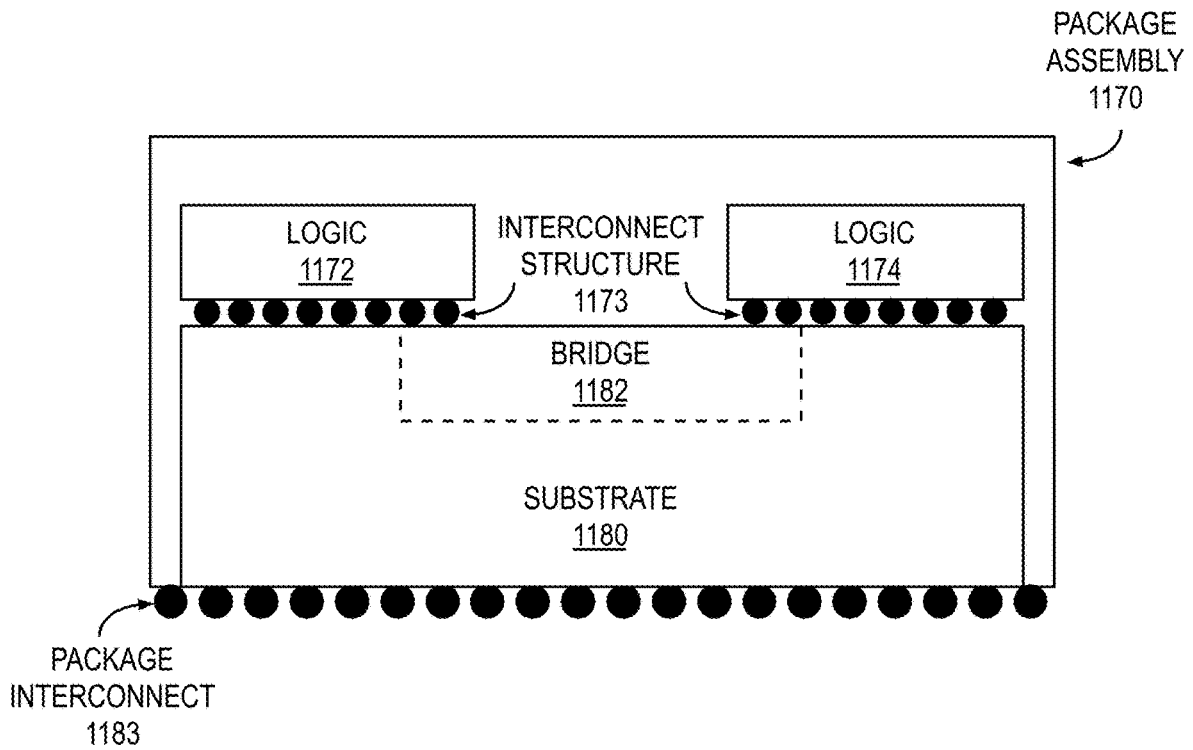 PACKAGE
ASSEMBLY
1170
LOGIC
1172
INTERCONNECT
STRUCTURE
1173
LOGIC
1174
BRIDGE
1182
SUBSTRATE
1180
PACKAGE
INTERCONNECT
1183